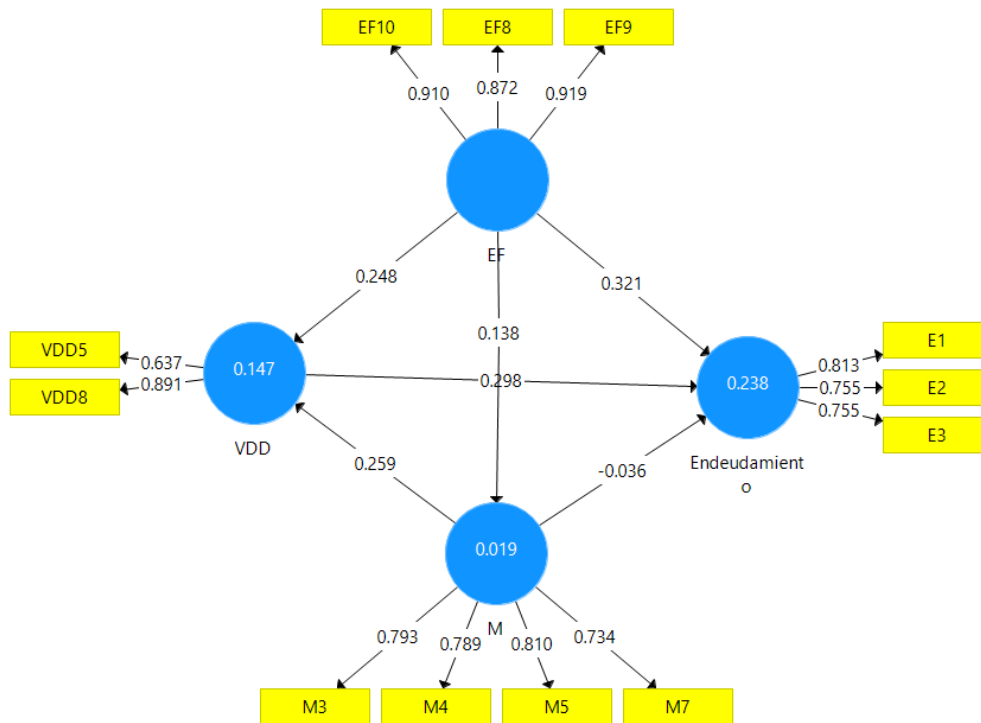 EF10 EF8 EF9
0.910 0.872 0.919
EF
0.248 0.321
0.138
VDD5 0.637
VDD8 0.891
0.147
VDD
0.298
0.238
Endeudamient
o
0.813 E1
0.755 E2
0.755 E3
0.259 -0.036
0.019
M
0.793 0.789 0.810 0.734
M3 M4 M5 M7